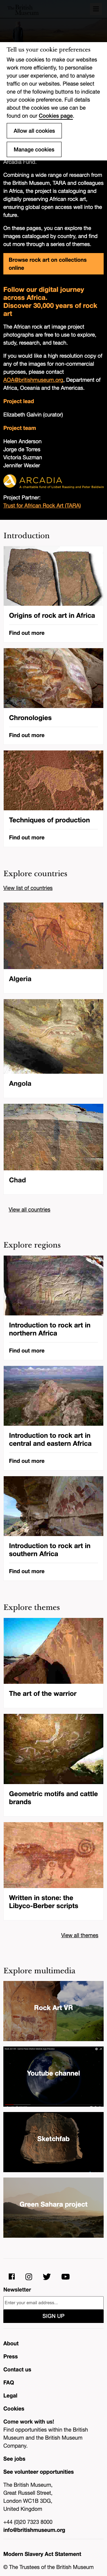 Tell us your cookie preferences
We use cookies to make our websites
work more efficiently, to personalise
your experience, and to analyse
traffic on our websites. Please select
from the following buttons to indicate
your cookie preference. Full details
about the cookies we use can be
found on our Cookies page.
Allow all cookies
Manage cookies
Arcadia Fund.
Combining a wide range of research from
the British Museum, TARA and colleagues
in Africa, the project is cataloguing and
digitally preserving African rock art,
ensuring global open access well into the
future.
On these pages, you can explore the
images catalogued by country, and find
out more through a series of themes.
Browse rock art on collections
online
Follow our digital journey
across Africa.
Discover 30,000 years of rock
art
The African rock art image project
photographs are free to use to explore,
study, research, and teach.
If you would like a high resolution copy of
any of the images for non-commercial
purposes, please contact
AOA@britishmuseum.org, Department of
Africa, Oceania and the Americas.
Project lead
Elizabeth Galvin (curator)
Project team
Helen Anderson
Jorge de Torres
Victoria Suzman
Jennifer Wexler
ARCADIA
Project Partner:
Trust for African Rock Art (TARA)
Introduction
Origins of rock art in Africa
Find out more
Chronologies
Find out more
Techniques of production
Find out more
Explore countries
View list of countries
Algeria
Angola
Chad
View all countries
Explore regions
Introduction to rock art in
northern Africa
Find out more
Introduction to rock art in
central and eastern Africa
Find out more
Introduction to rock art in
southern Africa
Find out more
Explore themes
The art of the warrior
Geometric motifs and cattle
brands
Written in stone: the
Libyco-Berber scripts
View all themes
Explore multimedia
Rock Art VR
Youtube channel
Sketchfab
Green Sahara project
Newsletter
Enter your email address...
SIGN UP
About
Press
Contact us
FAQ
Legal
Cookies
Come work with us!
Find opportunities within the British
Museum and the British Museum
Company.
See jobs
See volunteer opportunities
The British Museum,
Great Russell Street,
London WC1B 3DG,
United Kingdom
+44 (0)20 7323 8000
info@britishmuseum.org
Modern Slavery Act Statement
© The Trustees of the British Museum